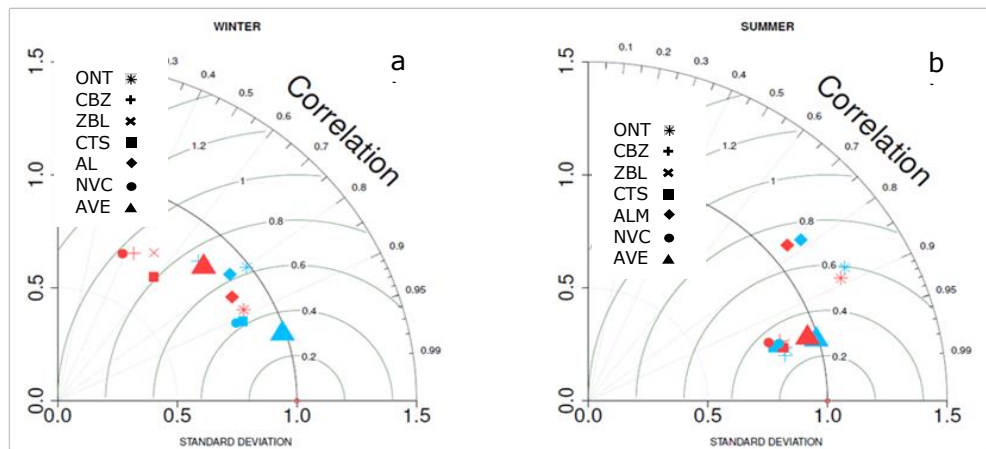 WINTER
a
ONT
CBZ
ZBL
CTS
AL
NVC
AVE
Correlation
0.3
0.4
0.5
0.6
0.7
0.8
0.9
0.95
0.99
1.2
1
0.8
0.6
0.4
0.2
1.5
1.0
0.5
0.0
0.0 0.5 1.0 1.5
STANDARD DEVIATION
SUMMER
b
ONT
CBZ
ZBL
CTS
ALM
NVC
AVE
Correlation
0.1
0.2
0.3
0.4
0.5
0.6
0.7
0.8
0.9
0.95
0.99
1.2
1
0.8
0.6
0.4
0.2
1.5
1.0
0.5
0.0
0.0 0.5 1.0 1.5
STANDARD DEVIATION